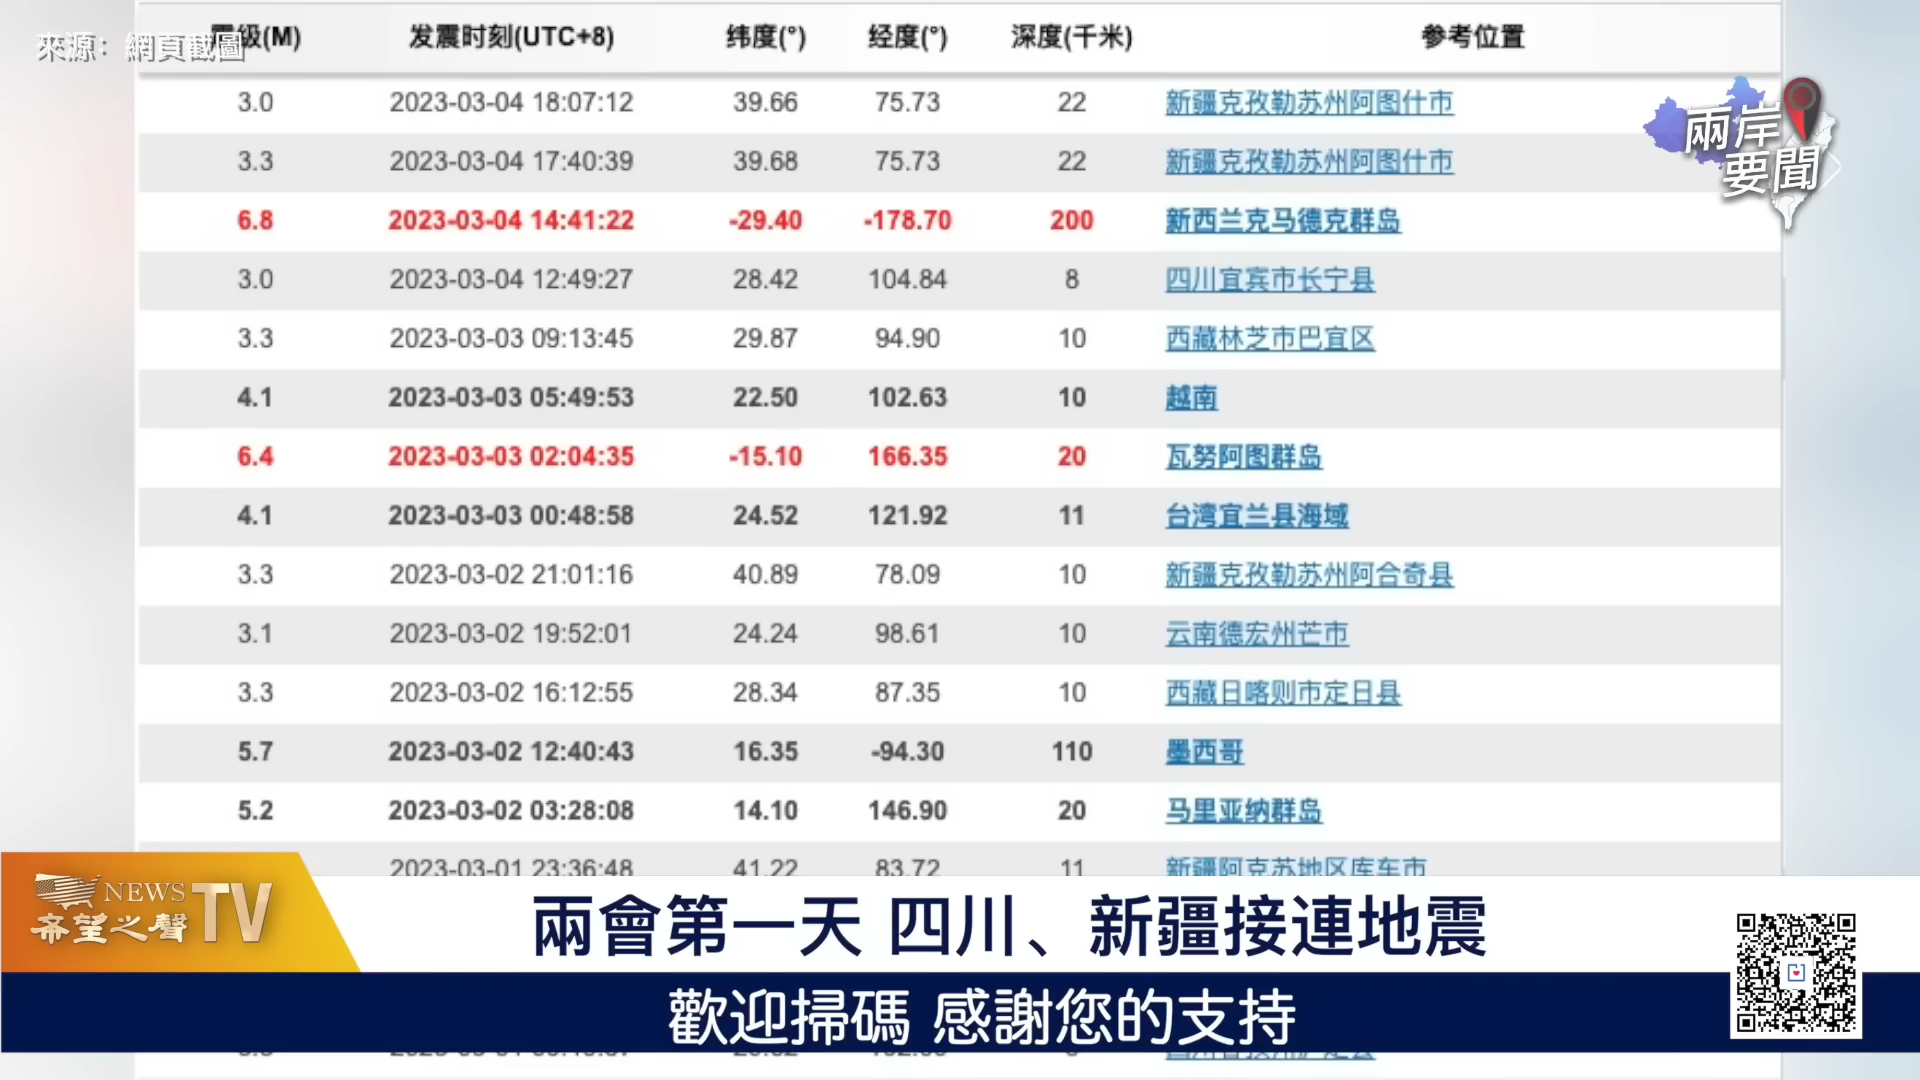 來源：網頁截圖
震级(M) 发震时刻(UTC+8) 纬度(°) 经度(°) 深度(千米) 参考位置
3.0 2023-03-04 18:07:12 39.66 75.73 22 新疆克孜勒苏州阿图什市
3.3 2023-03-04 17:40:39 39.68 75.73 22 新疆克孜勒苏州阿图什市
6.8 2023-03-04 14:41:22 -29.40 -178.70 200 新西兰克马德克群岛
3.0 2023-03-04 12:49:27 28.42 104.84 8 四川宜宾市长宁县
3.3 2023-03-03 09:13:45 29.87 94.90 10 西藏林芝市巴宜区
4.1 2023-03-03 05:49:53 22.50 102.63 10 越南
6.4 2023-03-03 02:04:35 -15.10 166.35 20 瓦努阿图群岛
4.1 2023-03-03 00:48:58 24.52 121.92 11 台湾宜兰县海域
3.3 2023-03-02 21:01:16 40.89 78.09 10 新疆克孜勒苏州阿合奇县
3.1 2023-03-02 19:52:01 24.24 98.61 10 云南德宏州芒市
3.3 2023-03-02 16:12:55 28.34 87.35 10 西藏日喀则市定日县
5.7 2023-03-02 12:40:43 16.35 -94.30 110 墨西哥
5.2 2023-03-02 03:28:08 14.10 146.90 20 马里亚纳群岛
2023-03-01 23:36:48 41.22 83.72 11 新疆阿克苏地区库车市
兩岸
要聞
NEWS
希望之聲 TV
兩會第一天 四川、新疆接連地震
歡迎掃碼 感謝您的支持